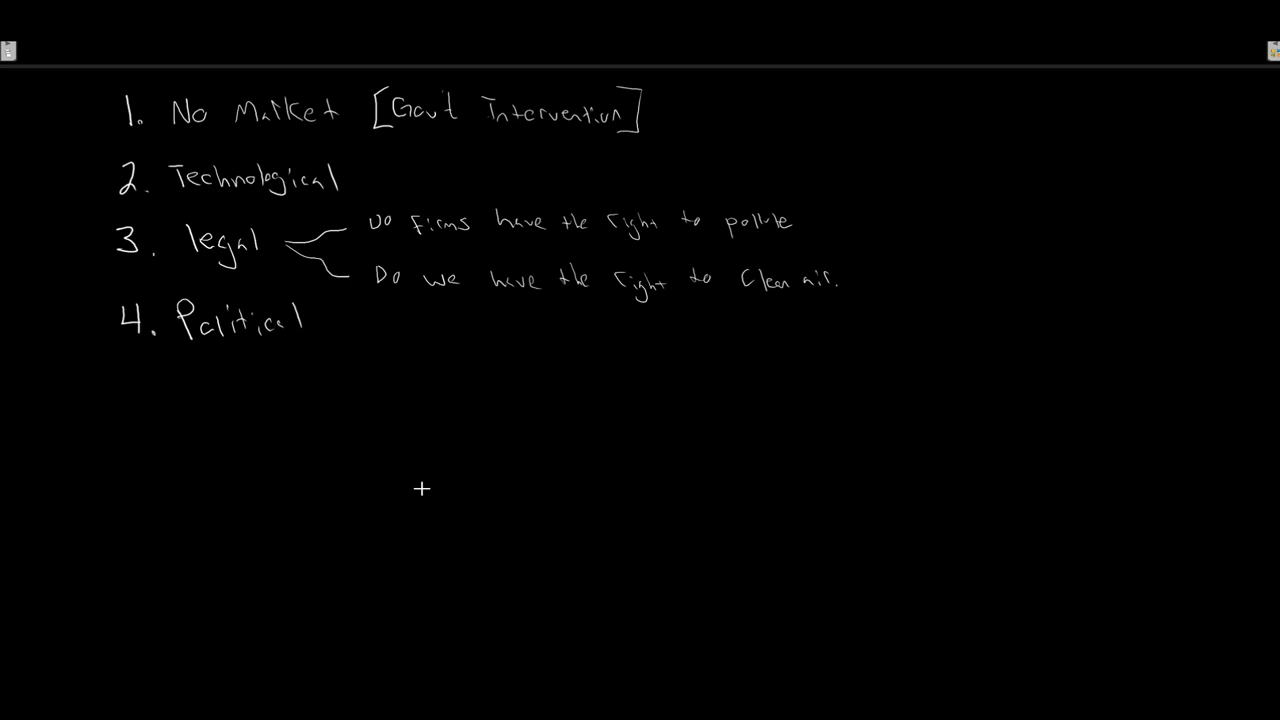 1. No Market [Gov't Intervention]
2. Technological
3. legal
Do firms have the right to pollute
Do we have the right to clean air.
4. Political